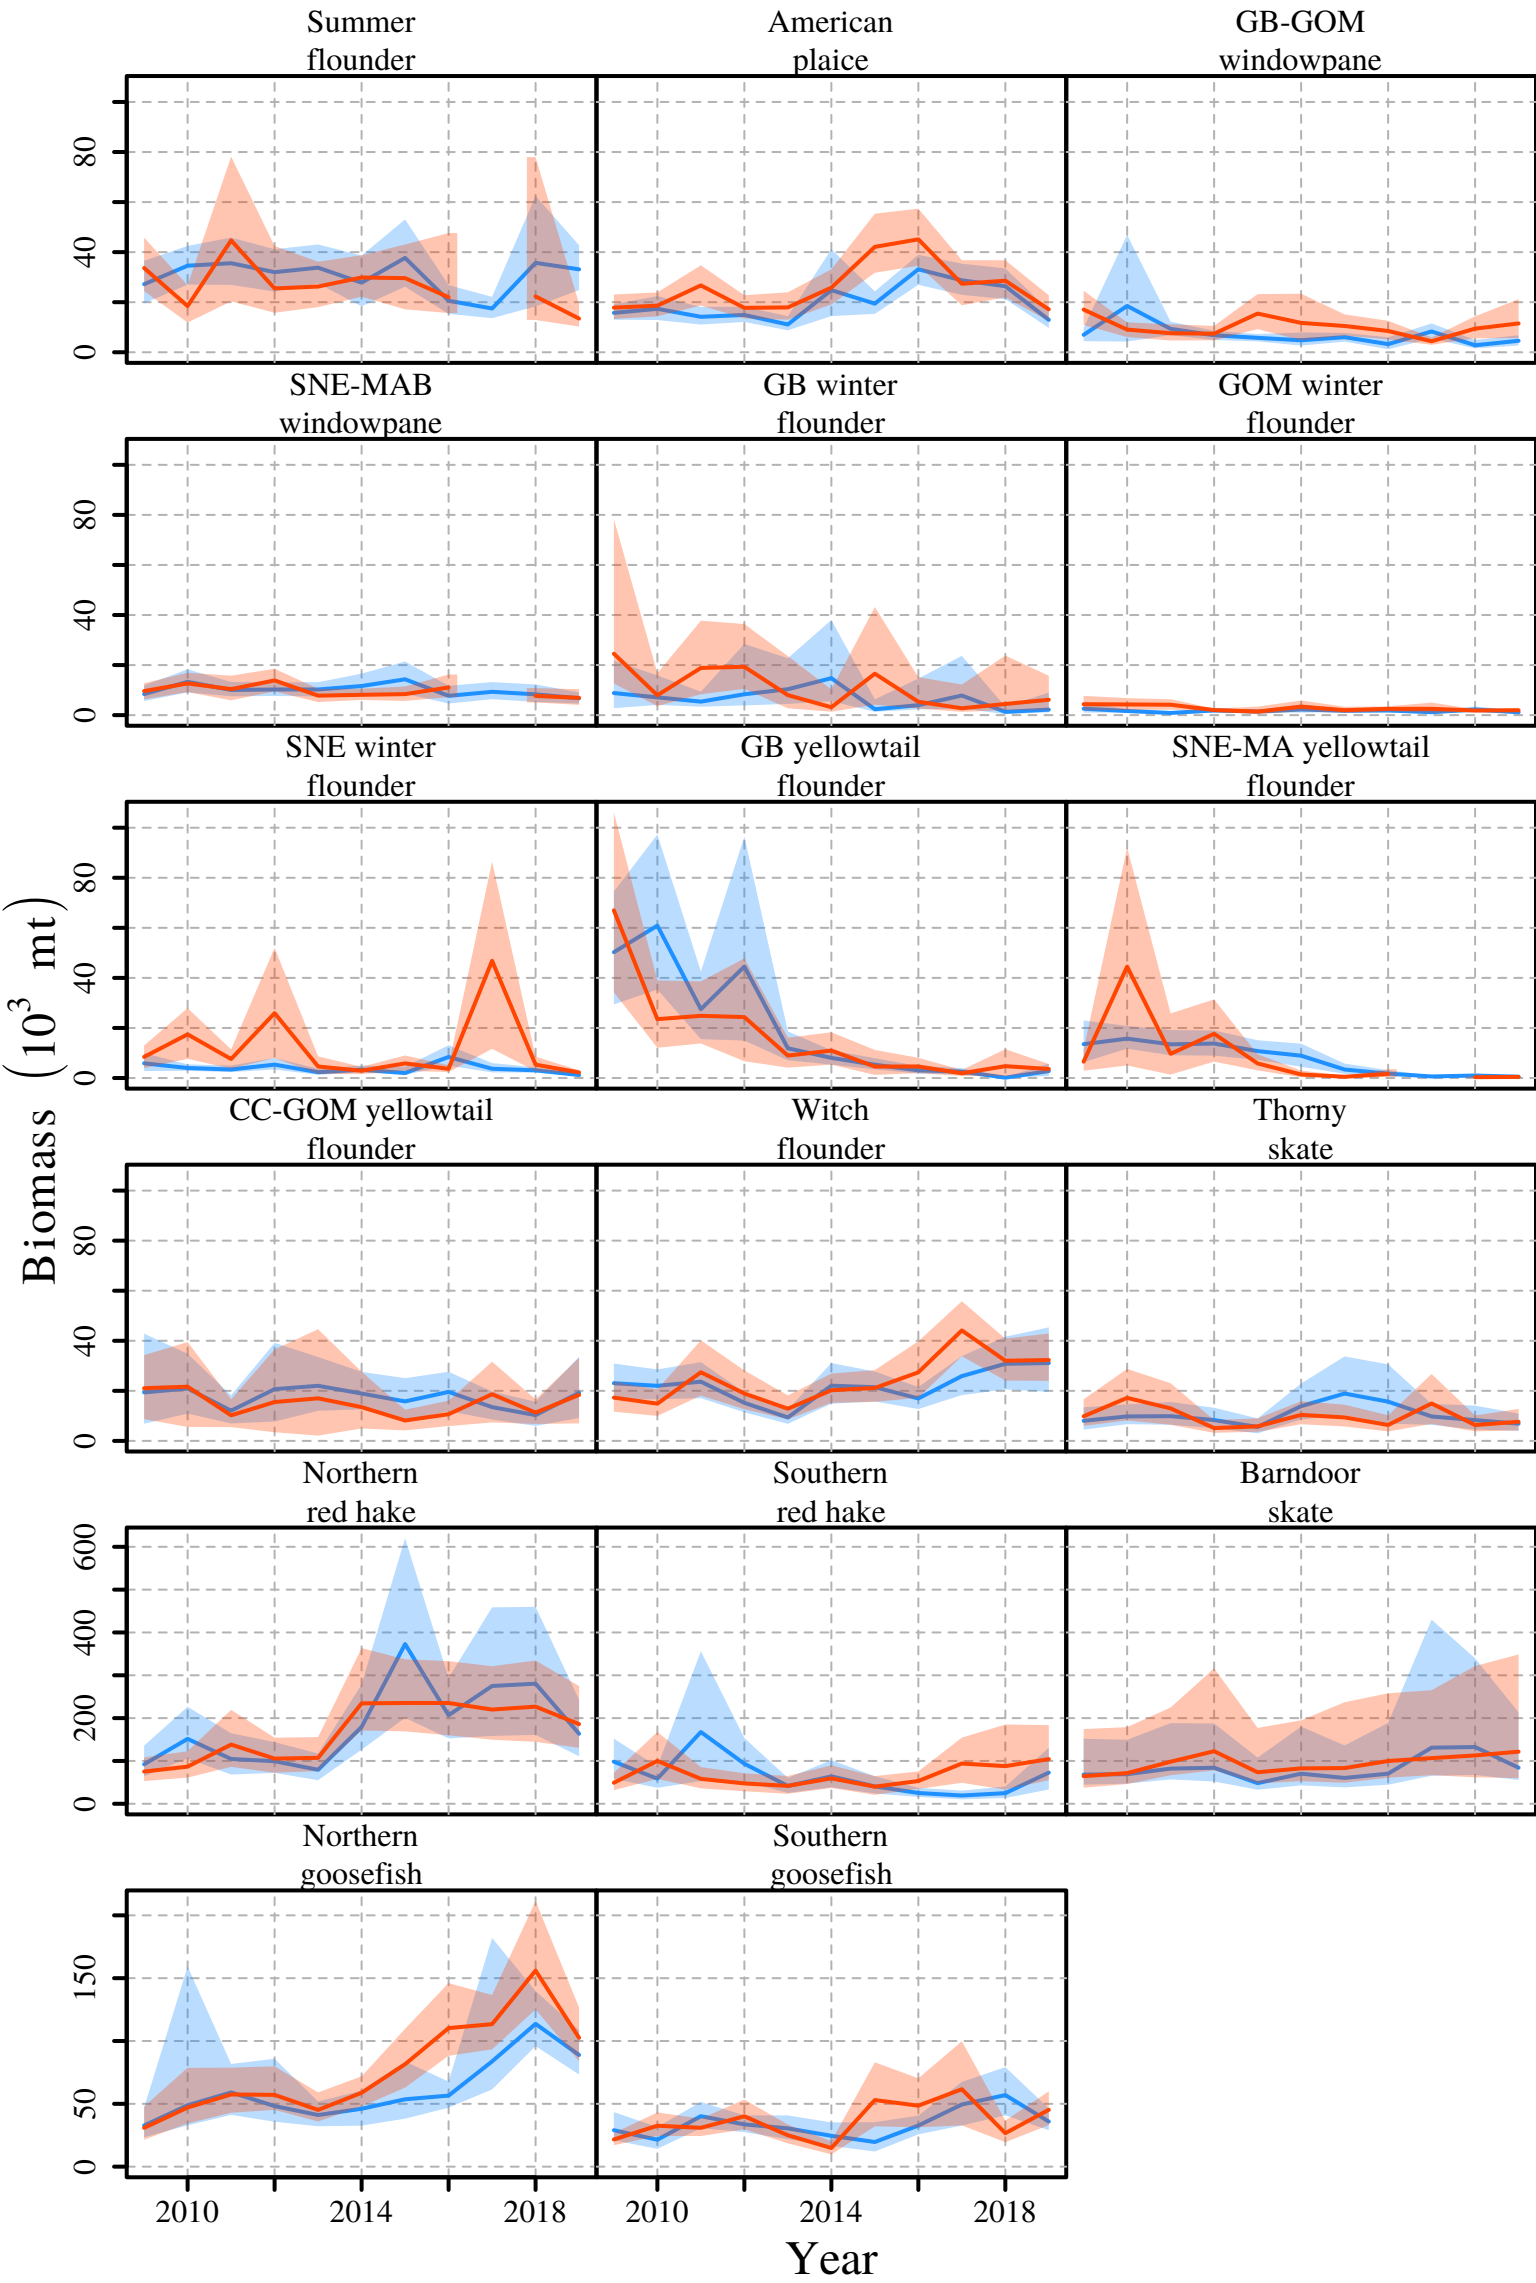 Summer
flounder
American
plaice
GB-GOM
windowpane
80
40
0
SNE-MAB
windowpane
GB winter
flounder
GOM winter
flounder
80
40
0
SNE winter
flounder
GB yellowtail
flounder
SNE-MA yellowtail
flounder
80
40
0
Biomass (10³ mt)
CC-GOM yellowtail
flounder
Witch
flounder
Thorny
skate
80
40
0
Northern
red hake
Southern
red hake
Barndoor
skate
600
400
200
0
Northern
goosefish
Southern
goosefish
150
50
0
2010 2014 2018 2010 2014 2018
Year